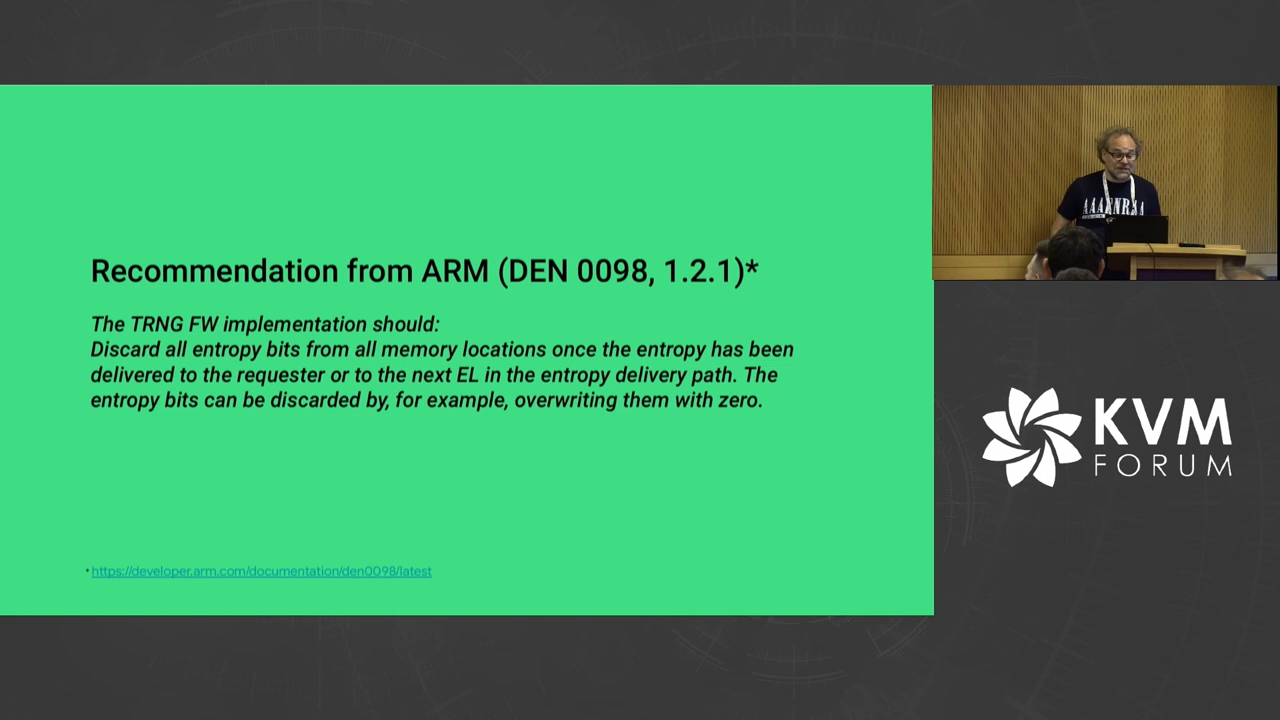 Recommendation from ARM (DEN 0098, 1.2.1)*
The TRNG FW implementation should:
Discard all entropy bits from all memory locations once the entropy has been
delivered to the requester or to the next EL in the entropy delivery path. The
entropy bits can be discarded by, for example, overwriting them with zero.
* https://developer.arm.com/documentation/den0098/latest
KVM
FORUM